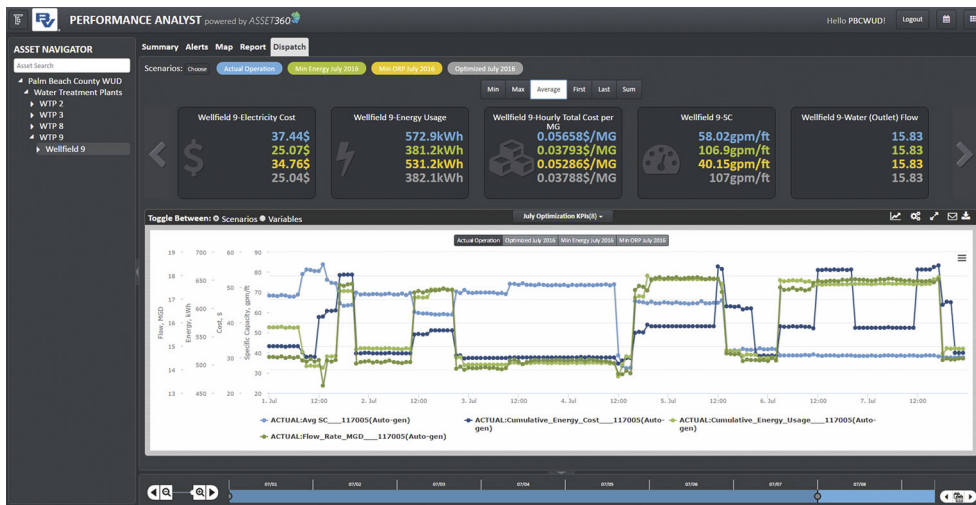 BV PERFORMANCE ANALYST powered by ASSET360 Hello PBCWUD! Logout
ASSET NAVIGATOR
Asset Search
Palm Beach County WUD
Water Treatment Plants
WTP 2
WTP 3
WTP 8
WTP 9
Wellfield 9
Summary Alerts Map Report Dispatch
Scenarios: Choose Actual Operation Min Energy July 2016 Min ORP July 2016 Optimized July 2016
Min Max Average First Last Sum
Wellfield 9-Electricity Cost
37.44$
25.07$
34.76$
25.04$
Wellfield 9-Energy Usage
572.9kWh
381.2kWh
531.2kWh
382.1kWh
Wellfield 9-Hourly Total Cost per
MG
0.05658$/MG
0.03793$/MG
0.05286$/MG
0.03788$/MG
Wellfield 9-SC
58.02gpm/ft
106.9gpm/ft
40.15gpm/ft
107gpm/ft
Wellfield 9-Water (Outlet) Flow
15.83
15.83
15.83
15.83
Toggle Between: Scenarios Variables July Optimization KPIs(8)
Actual Operation Optimized July 2016 Min Energy July 2016 Min ORP July 2016
Flow, MGD
19
18
17
16
15
14
13
Energy, kWh
700
650
600
550
500
450
Cost, $
60
50
40
30
20
Specific Capacity, gpm/ft
90
80
70
60
50
40
30
20
1. Jul 12:00 2. Jul 12:00 3. Jul 12:00 4. Jul 12:00 5. Jul 12:00 6. Jul 12:00 7. Jul 12:00
ACTUAL:Avg SC___117005(Auto-gen)
ACTUAL:Cumulative_Energy_Cost___117005(Auto-
gen)
ACTUAL:Cumulative_Energy_Usage___117005(Auto-
gen)
ACTUAL:Flow_Rate_MGD___117005(Auto-gen)
07/01 07/02 07/03 07/04 07/05 07/06 07/07 07/08